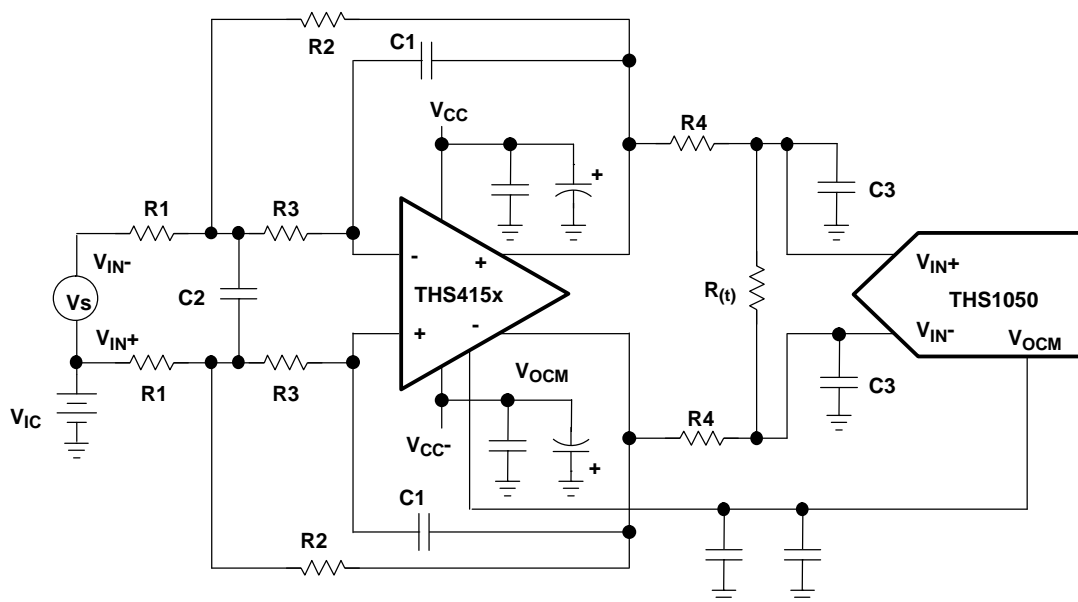 R2
C1
VCC
R4
+
C3
R1
R3
VIN-
-
+
VIN+
Vs
C2
THS415x
R(t)
THS1050
VIN+
+
-
VIN-
VOCM
R1
R3
VOCM
C3
VIC
R4
VCC-
+
C1
R2